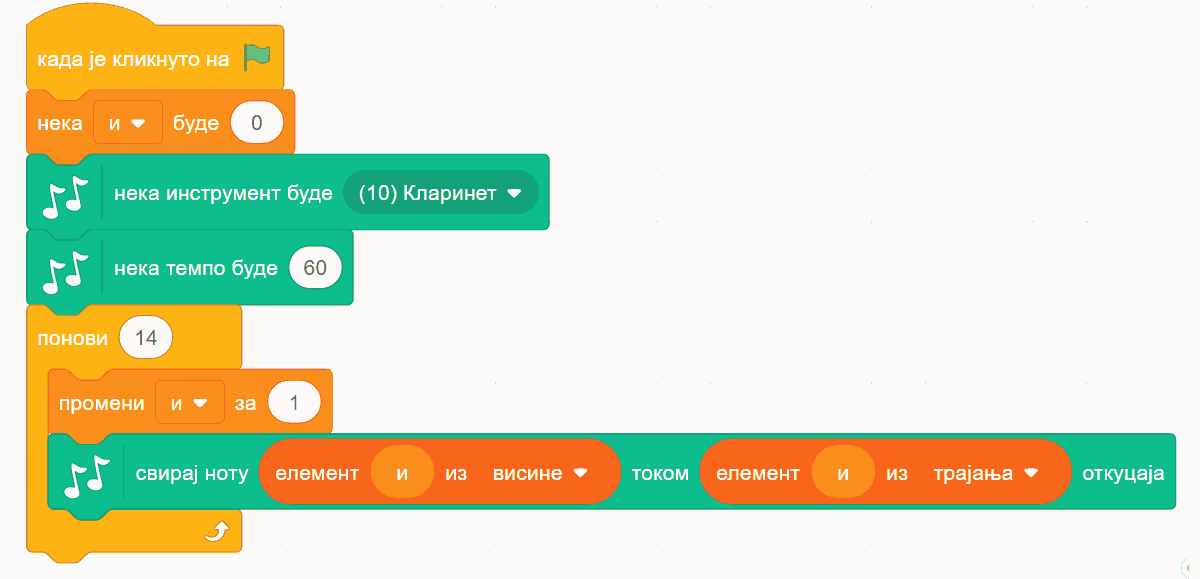 када је кликнуто на
нека и буде 0
нека инструмент буде (10) Кларинет
нека темпо буде 60
понови 14
промени и за 1
свирај ноту елемент и из висине током елемент и из трајања откуцаја